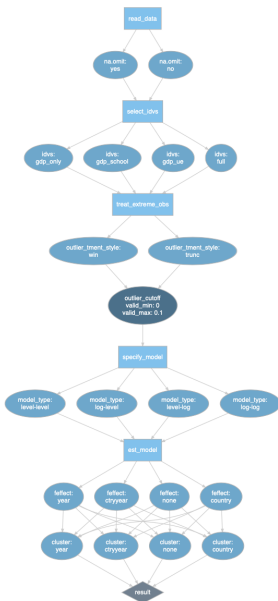 read_data
na.omit:
yes
na.omit:
no
select_idvs
idvs:
gdp_only
idvs:
gdp_school
idvs:
gdp_ue
idvs:
full
treat_extreme_obs
outlier_tment_style:
win
outlier_tment_style:
trunc
outlier_cutoff
valid_min: 0
valid_max: 0.1
specify_model
model_type:
level-level
model_type:
log-level
model_type:
level-log
model_type:
log-log
est_model
feffect:
year
feffect:
ctryyear
feffect:
none
feffect:
country
cluster:
year
cluster:
ctryyear
cluster:
none
cluster:
country
result